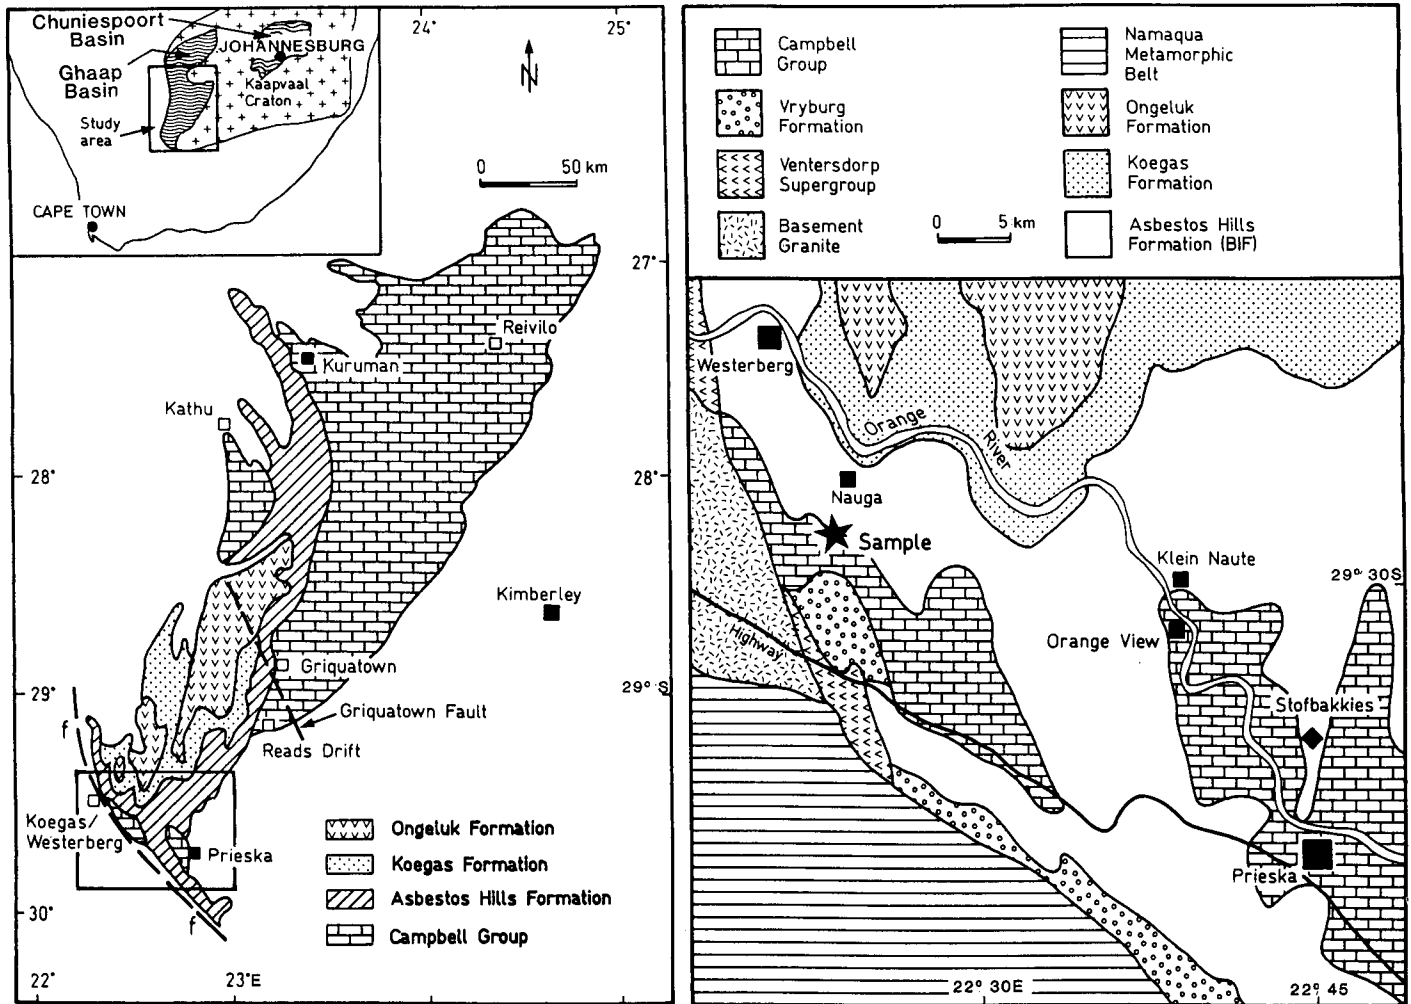 Chuniespoort
Basin
JOHANNESBURG
Ghaap
Basin
Kaapvaal
Craton
Study
area
CAPE TOWN
24°
25°
N
0 50 km
27°
Reivilo
Kuruman
Kathu
28°
28°
Kimberley
Griquatown
29°
29° S
Griquatown Fault
Reads Drift
f
Koegas/
Westerberg
Prieska
f
30°
22°
23°E
Ongeluk Formation
Koegas Formation
Asbestos Hills Formation
Campbell Group
Campbell
Group
Vryburg
Formation
Ventersdorp
Supergroup
Basement
Granite
0 5 km
Namaqua
Metamorphic
Belt
Ongeluk
Formation
Koegas
Formation
Asbestos Hills
Formation (BIF)
Westerberg
Orange
River
Nauga
Sample
Klein Naute
29° 30S
Orange View
Highway
Stofbakkies
Prieska
22° 30E
22° 45